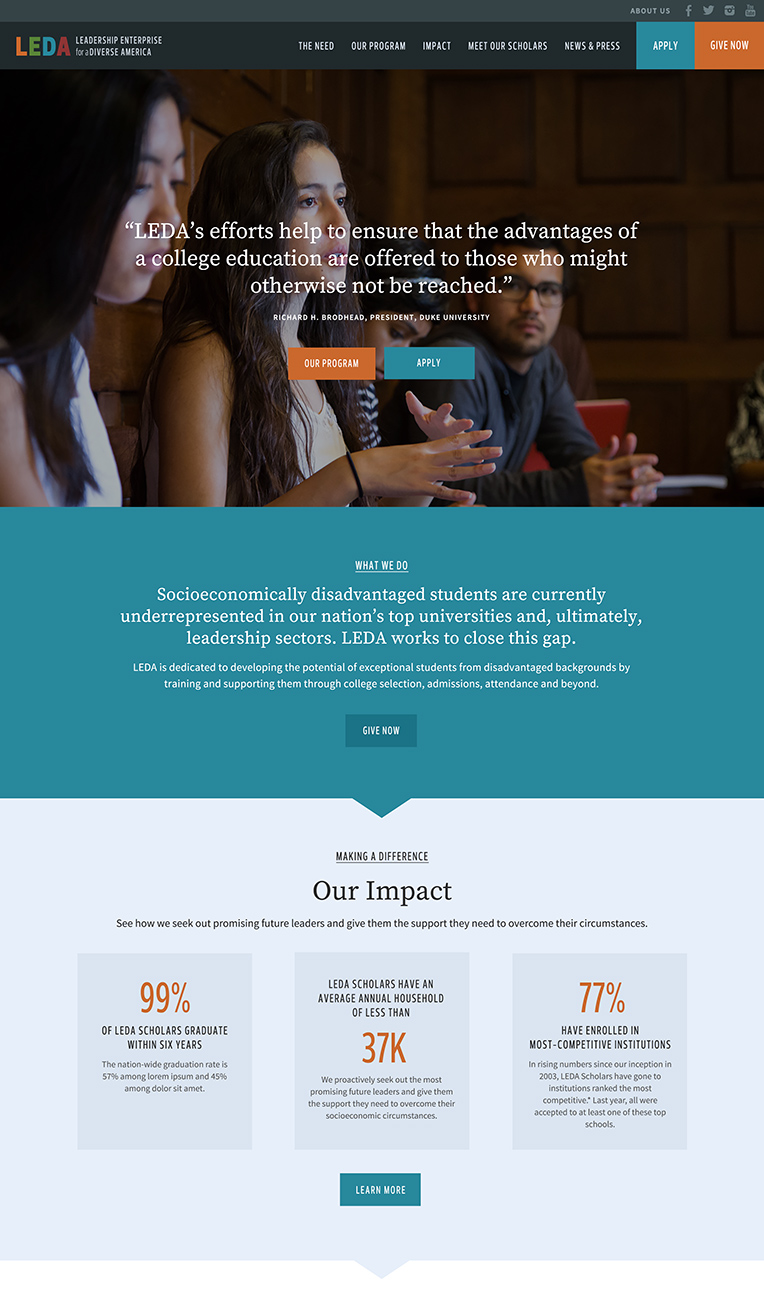 ABOUT US
LEDA LEADERSHIP ENTERPRISE
for a DIVERSE AMERICA
THE NEED OUR PROGRAM IMPACT MEET OUR SCHOLARS NEWS & PRESS APPLY GIVE NOW
“LEDA’s efforts help to ensure that the advantages of
a college education are offered to those who might
otherwise not be reached.”
RICHARD H. BRODHEAD, PRESIDENT, DUKE UNIVERSITY
OUR PROGRAM APPLY
WHAT WE DO
Socioeconomically disadvantaged students are currently
underrepresented in our nation’s top universities and, ultimately,
leadership sectors. LEDA works to close this gap.
LEDA is dedicated to developing the potential of exceptional students from disadvantaged backgrounds by
training and supporting them through college selection, admissions, attendance and beyond.
GIVE NOW
MAKING A DIFFERENCE
Our Impact
See how we seek out promising future leaders and give them the support they need to overcome their circumstances.
99%
OF LEDA SCHOLARS GRADUATE
WITHIN SIX YEARS
The nation-wide graduation rate is
57% among lorem ipsum and 45%
among dolor sit amet.
LEDA SCHOLARS HAVE AN
AVERAGE ANNUAL HOUSEHOLD
OF LESS THAN
37K
We proactively seek out the most
promising future leaders and give them
the support they need to overcome their
socioeconomic circumstances.
77%
HAVE ENROLLED IN
MOST-COMPETITIVE INSTITUTIONS
In rising numbers since our inception in
2003, LEDA Scholars have gone to
institutions ranked the most
competitive.* Last year, all were
accepted to at least one of these top
schools.
LEARN MORE